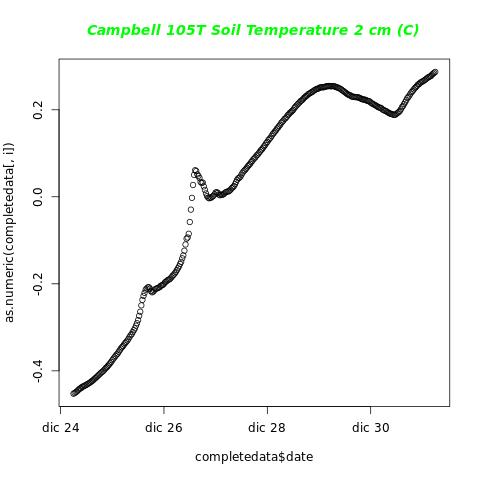 Campbell 105T Soil Temperature 2 cm (C)
as.numeric(completedata[, i])
0.2
0.0
-0.2
-0.4
dic 24 dic 26 dic 28 dic 30
completedata$date